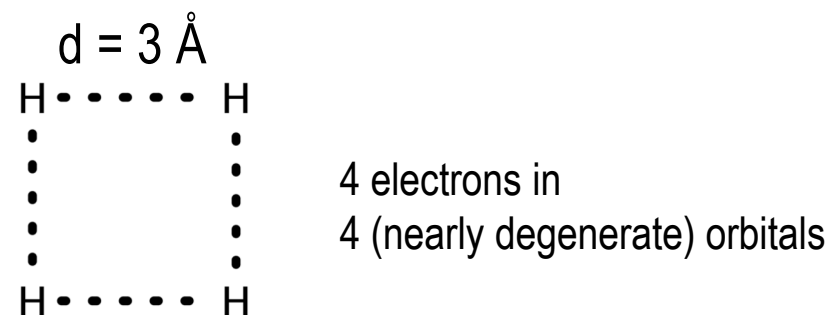 d = 3 Å
H H
4 electrons in
4 (nearly degenerate) orbitals
H H